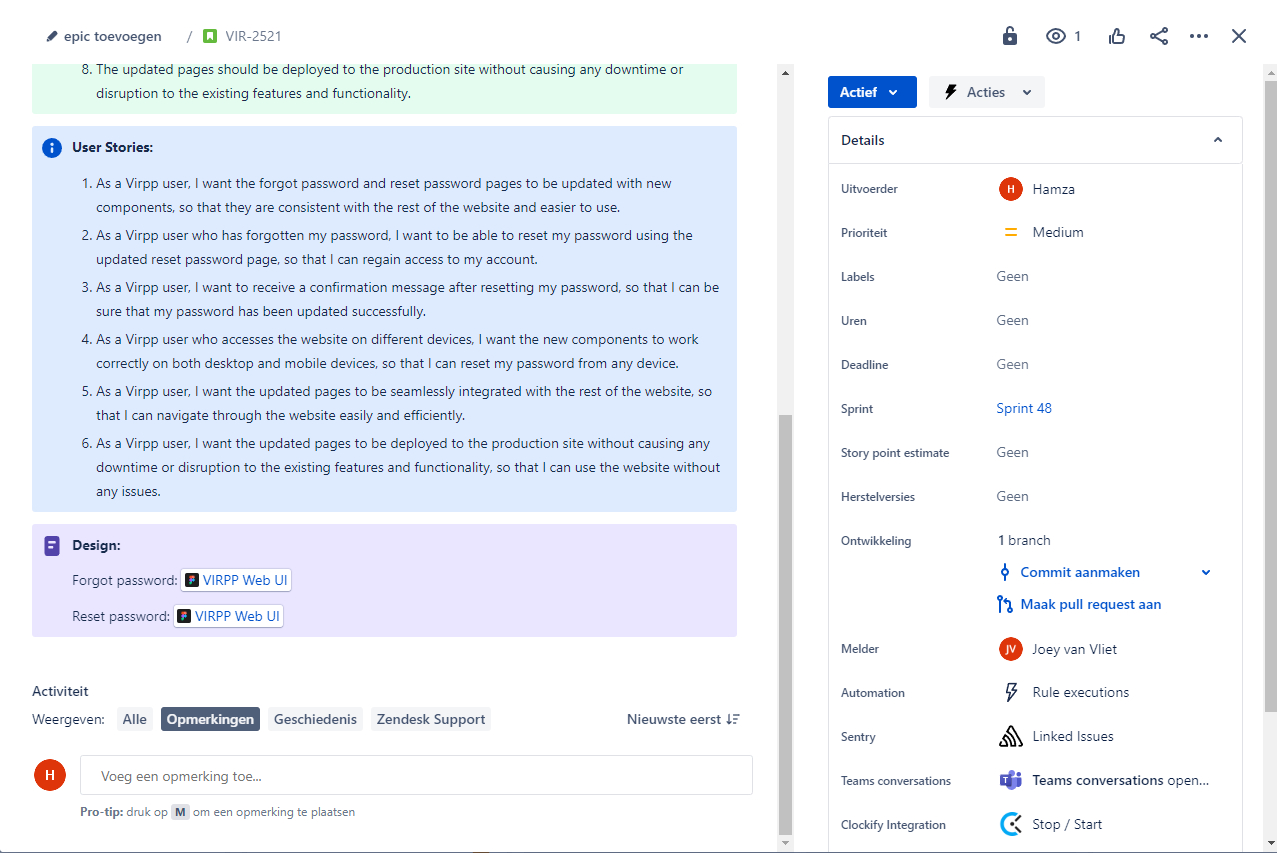 epic toevoegen / VIR-2521
1
8. The updated pages should be deployed to the production site without causing any downtime or
disruption to the existing features and functionality.
User Stories:
1. As a Virpp user, I want the forgot password and reset password pages to be updated with new
components, so that they are consistent with the rest of the website and easier to use.
2. As a Virpp user who has forgotten my password, I want to be able to reset my password using the
updated reset password page, so that I can regain access to my account.
3. As a Virpp user, I want to receive a confirmation message after resetting my password, so that I can be
sure that my password has been updated successfully.
4. As a Virpp user who accesses the website on different devices, I want the new components to work
correctly on both desktop and mobile devices, so that I can reset my password from any device.
5. As a Virpp user, I want the updated pages to be seamlessly integrated with the rest of the website, so
that I can navigate through the website easily and efficiently.
6. As a Virpp user, I want the updated pages to be deployed to the production site without causing any
downtime or disruption to the existing features and functionality, so that I can use the website without
any issues.
Design:
Forgot password: VIRPP Web UI
Reset password: VIRPP Web UI
Activiteit
Weergeven: Alle Opmerkingen Geschiedenis Zendesk Support Nieuwste eerst
H Voeg een opmerking toe...
Pro-tip: druk op M om een opmerking te plaatsen
Actief Acties
Details
Uitvoerder H Hamza
Prioriteit Medium
Labels Geen
Uren Geen
Deadline Geen
Sprint Sprint 48
Story point estimate Geen
Herstelversies Geen
Ontwikkeling 1 branch
Commit aanmaken
Maak pull request aan
Melder JV Joey van Vliet
Automation Rule executions
Sentry Linked Issues
Teams conversations T Teams conversations open...
Clockify Integration Stop / Start